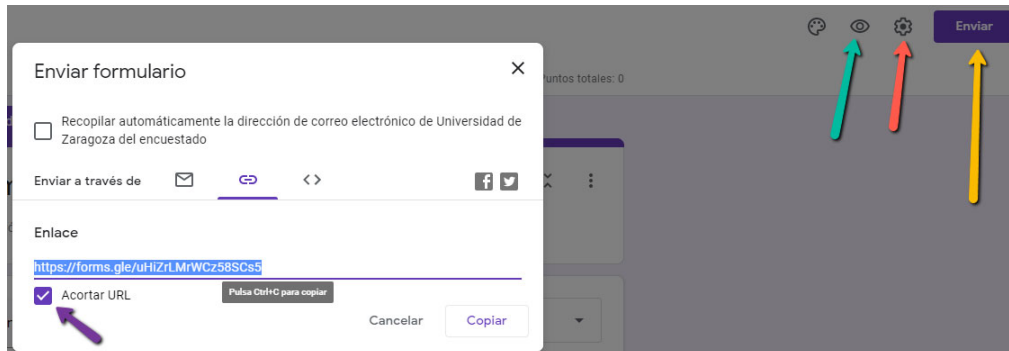 Enviar
Enviar formulario
Puntos totales: 0
Recopilar automáticamente la dirección de correo electrónico de Universidad de
Zaragoza del encuestado
Enviar a través de
Enlace
https://forms.gle/uHiZrLMrWCz58SCs5
Acortar URL
Pulsa Ctrl+C para copiar
Cancelar
Copiar